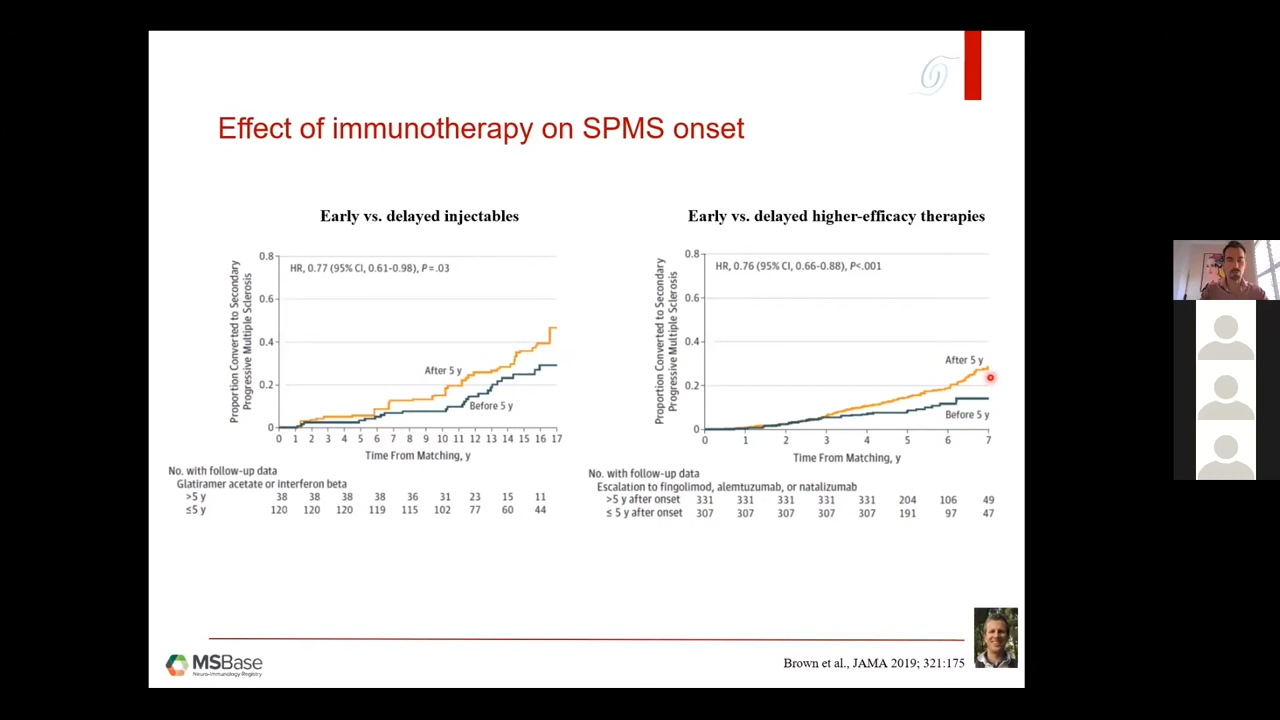 Effect of immunotherapy on SPMS onset
Early vs. delayed injectables
Proportion Converted to Secondary
Progressive Multiple Sclerosis
0.8
0.6
0.4
0.2
0
HR, 0.77 (95% CI, 0.61-0.98), P=.03
After 5 y
Before 5 y
0 1 2 3 4 5 6 7 8 9 10 11 12 13 14 15 16 17
Time From Matching, y
No. with follow-up data
Glatiramer acetate or interferon beta
>5 y 38 38 38 38 36 31 23 15 11
≤5 y 120 120 120 119 115 102 77 60 44
Early vs. delayed higher-efficacy therapies
Proportion Converted to Secondary
Progressive Multiple Sclerosis
0.8
0.6
0.4
0.2
0
HR, 0.76 (95% CI, 0.66-0.88), P<.001
After 5 y
Before 5 y
0 1 2 3 4 5 6 7
Time From Matching, y
No. with follow-up data
Escalation to fingolimod, alemtuzumab, or natalizumab
>5 y after onset 331 331 331 331 331 204 106 49
≤ 5 y after onset 307 307 307 307 307 191 97 47
MSBase
Neuro-Immunology Registry
Brown et al., JAMA 2019; 321:175